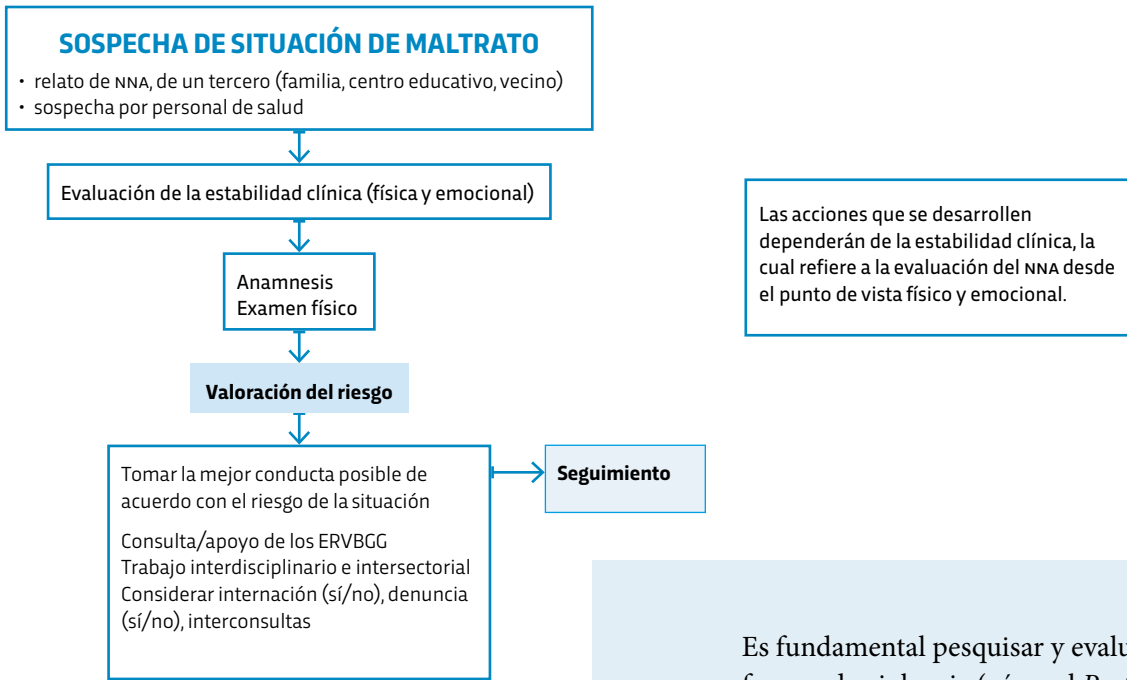 SOSPECHA DE SITUACIÓN DE MALTRATO
• relato de NNA, de un tercero (familia, centro educativo, vecino)
• sospecha por personal de salud
Evaluación de la estabilidad clínica (física y emocional)
Las acciones que se desarrollen
dependerán de la estabilidad clínica, la
cual refiere a la evaluación del NNA desde
el punto de vista físico y emocional.
Anamnesis
Examen físico
Valoración del riesgo
Tomar la mejor conducta posible de
acuerdo con el riesgo de la situación
Consulta/apoyo de los ERVBGG
Trabajo interdisciplinario e intersectorial
Considerar internación (sí/no), denuncia
(sí/no), interconsultas
Seguimiento
Es fundamental pesquisar y evalu